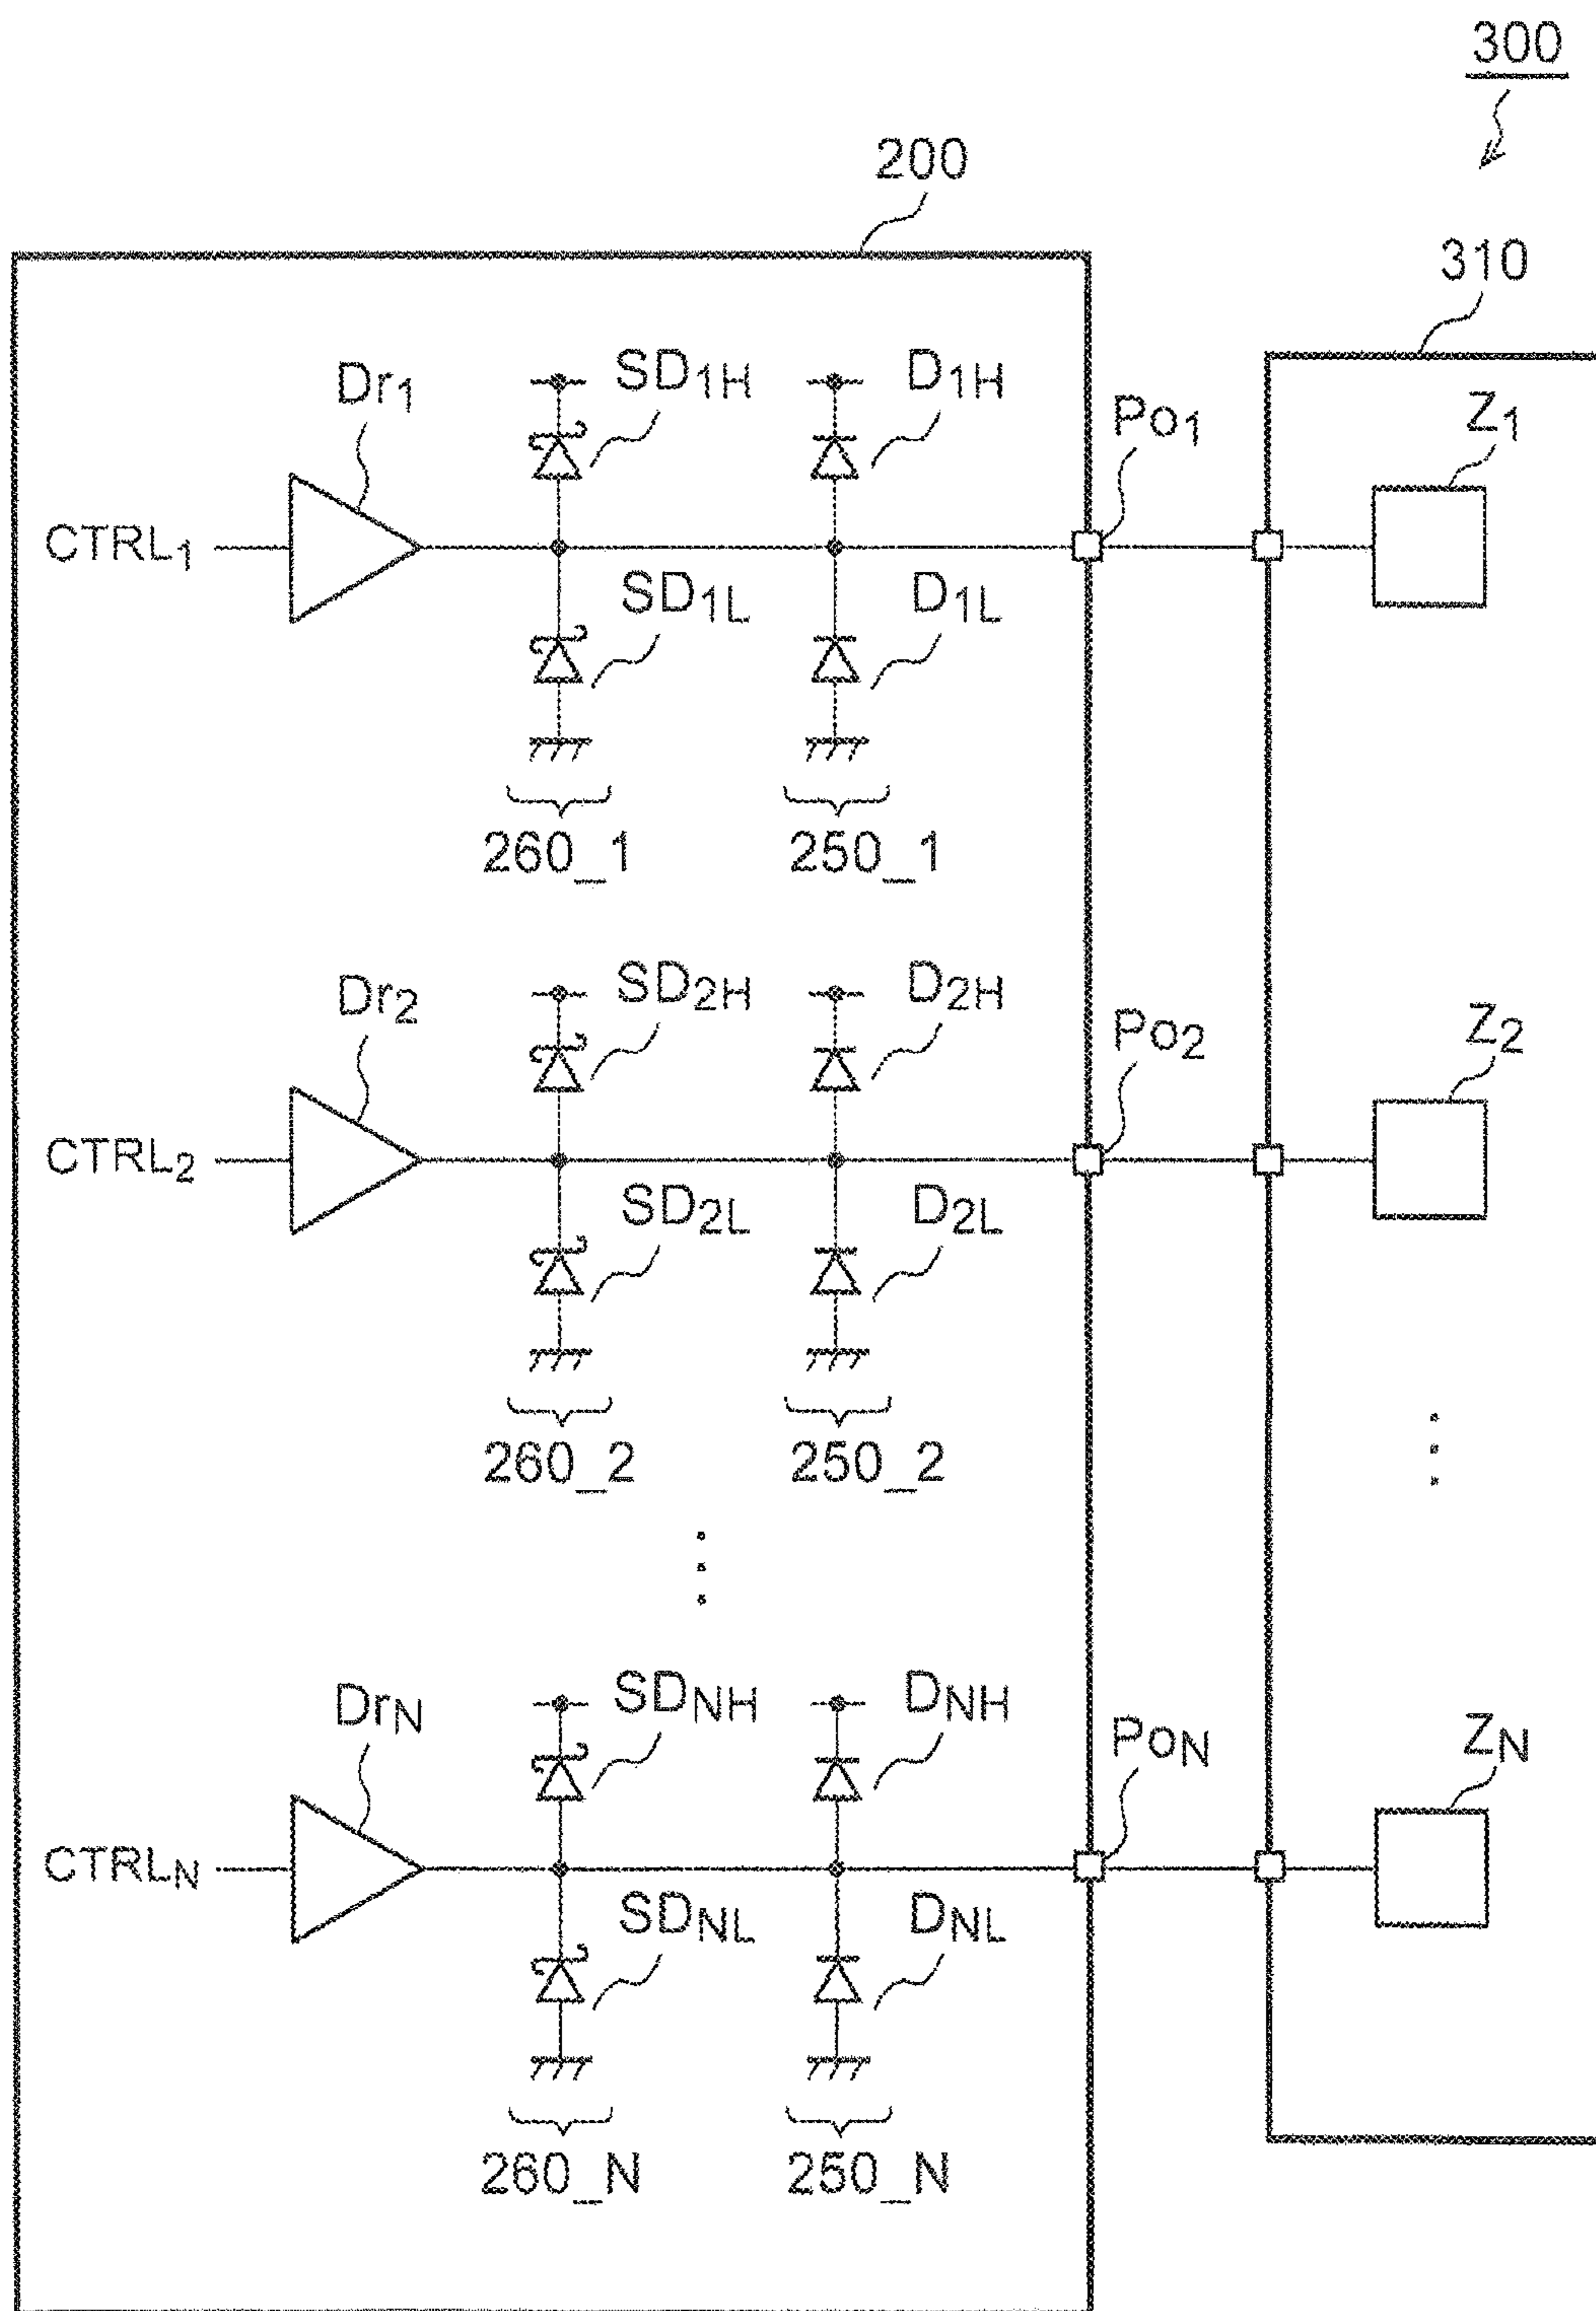 300
200
310
Dr1
SD1H
D1H
Po1
Z1
CTRL1
SD1L
D1L
260_1
250_1
Dr2
SD2H
D2H
Po2
Z2
CTRL2
SD2L
D2L
260_2
250_2
DrN
SDNH
DNH
PoN
ZN
CTRLN
SDNL
DNL
260_N
250_N